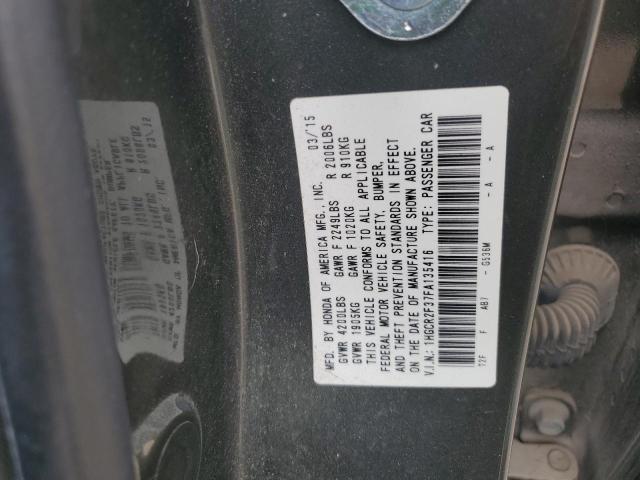 MFD. BY HONDA OF AMERICA MFG., INC. 03/15
GVWR 4200LBS GAWR F 2249LBS R 2006LBS
GVWR 1905KG GAWR F 1020KG R 910KG
THIS VEHICLE CONFORMS TO ALL APPLICABLE
FEDERAL MOTOR VEHICLE SAFETY, BUMPER,
AND THEFT PREVENTION STANDARDS IN EFFECT
ON THE DATE OF MANUFACTURE SHOWN ABOVE.
V.I.N.: 1HGCR2F37FA135416 TYPE: PASSENGER CAR
T2F F AB7 - G536M - A - A